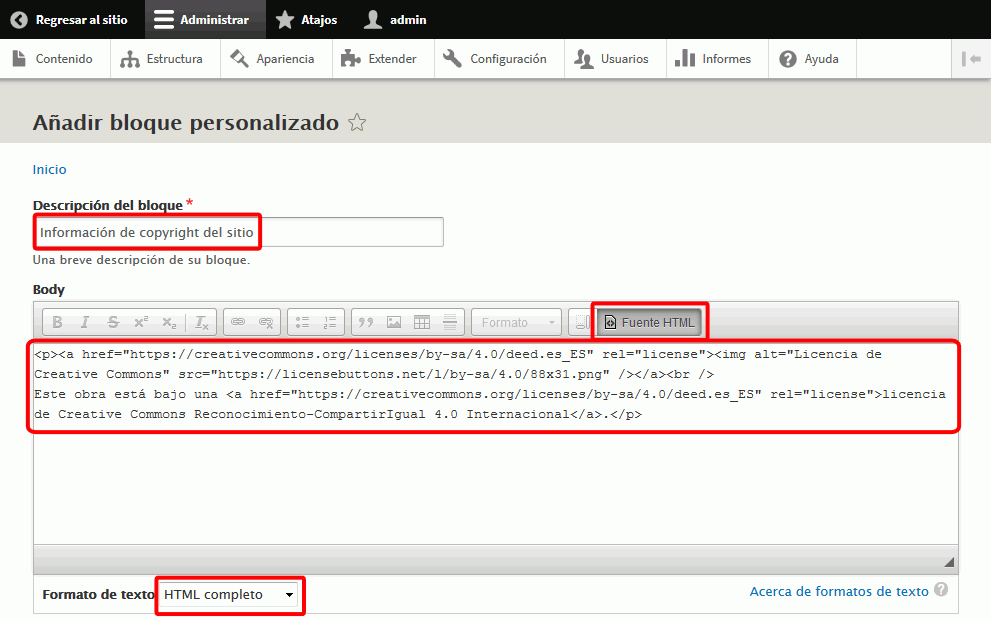 Regresar al sitio Administrar Atajos admin
Contenido Estructura Apariencia Extender Configuración Usuarios Informes Ayuda
Añadir bloque personalizado
Inicio
Descripción del bloque *
Información de copyright del sitio
Una breve descripción de su bloque.
Body
B I S x² x₂ Tx Formato Fuente HTML
<p><a href="https://creativecommons.org/licenses/by-sa/4.0/deed.es_ES" rel="license"><img alt="Licencia de
Creative Commons" src="https://licensebuttons.net/l/by-sa/4.0/88x31.png" /></a><br />
Este obra está bajo una <a href="https://creativecommons.org/licenses/by-sa/4.0/deed.es_ES" rel="license">licencia
de Creative Commons Reconocimiento-CompartirIgual 4.0 Internacional</a>.</p>
Formato de texto HTML completo Acerca de formatos de texto ?